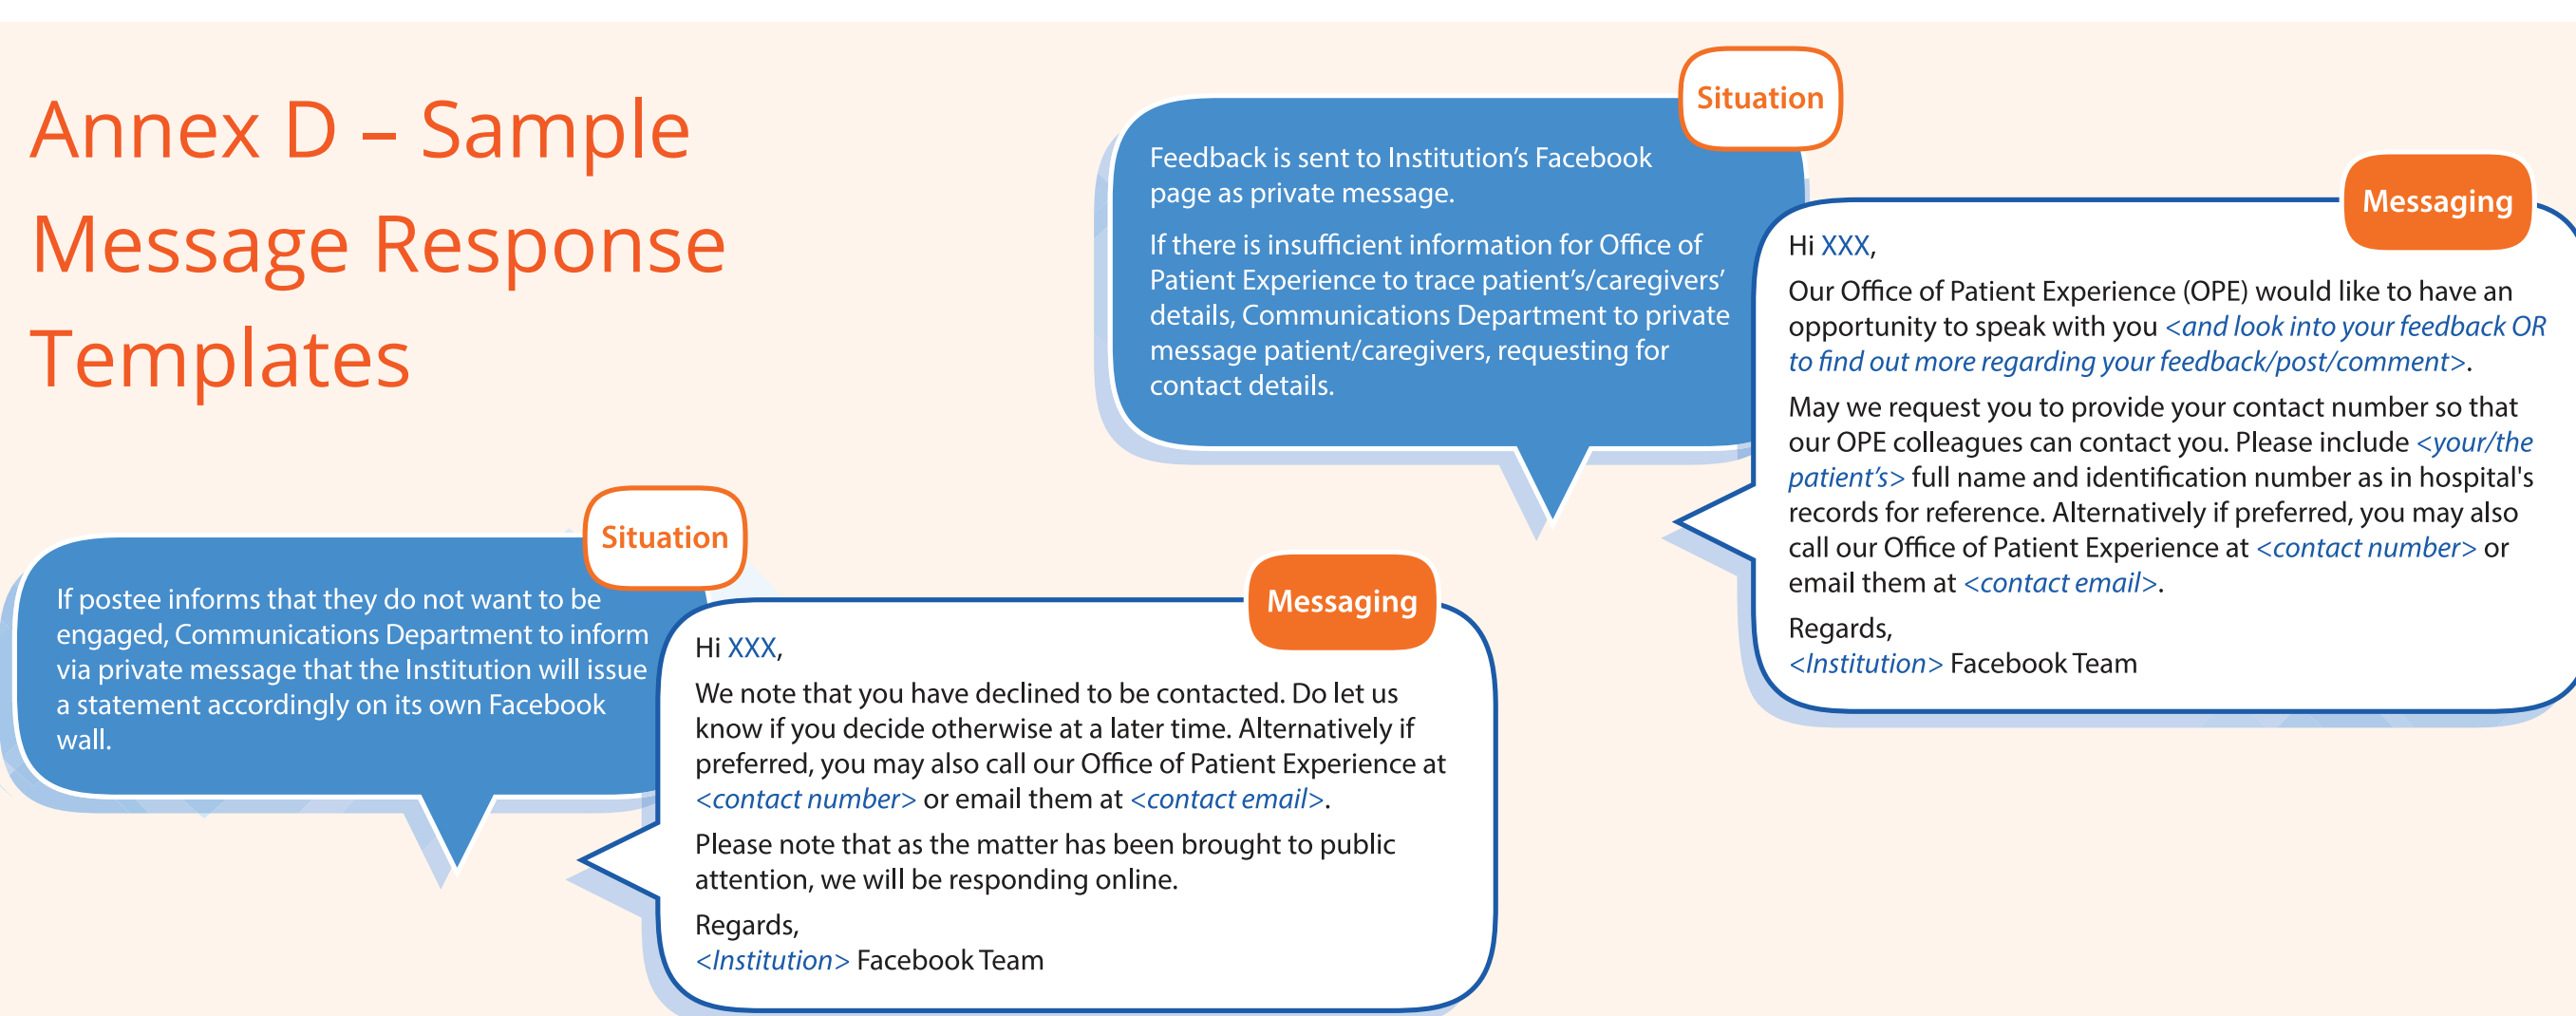 Annex D – Sample
Message Response
Templates
Situation
If postee informs that they do not want to be
engaged, Communications Department to inform
via private message that the Institution will issue
a statement accordingly on its own Facebook
wall.
Messaging
Hi XXX,
We note that you have declined to be contacted. Do let us
know if you decide otherwise at a later time. Alternatively if
preferred, you may also call our Office of Patient Experience at
<contact number> or email them at <contact email>.
Please note that as the matter has been brought to public
attention, we will be responding online.
Regards,
<Institution> Facebook Team
Situation
Feedback is sent to Institution’s Facebook
page as private message.
If there is insufficient information for Office of
Patient Experience to trace patient’s/caregivers’
details, Communications Department to private
message patient/caregivers, requesting for
contact details.
Messaging
Hi XXX,
Our Office of Patient Experience (OPE) would like to have an
opportunity to speak with you <and look into your feedback OR
to find out more regarding your feedback/post/comment>.
May we request you to provide your contact number so that
our OPE colleagues can contact you. Please include <your/the
patient’s> full name and identification number as in hospital's
records for reference. Alternatively if preferred, you may also
call our Office of Patient Experience at <contact number> or
email them at <contact email>.
Regards,
<Institution> Facebook Team